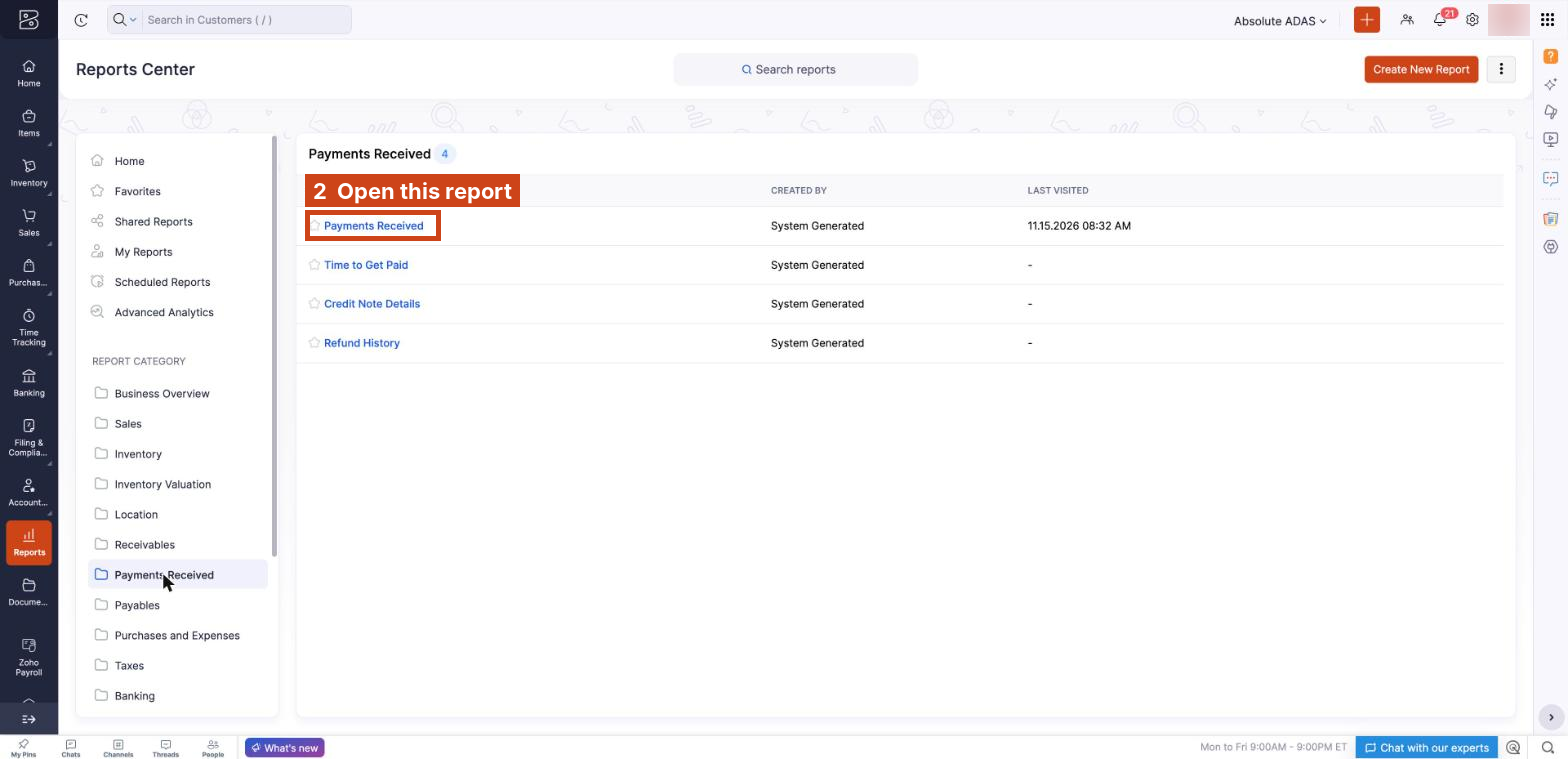 Search in Customers ( / )
Absolute ADAS
21
Reports Center
Search reports
Create New Report
Home
Items
Inventory
Sales
Purchas...
Time
Tracking
Banking
Filing &
Complia...
Account...
Reports
Docume...
Zoho
Payroll
Home
Favorites
Shared Reports
My Reports
Scheduled Reports
Advanced Analytics
REPORT CATEGORY
Business Overview
Sales
Inventory
Inventory Valuation
Location
Receivables
Payments Received
Payables
Purchases and Expenses
Taxes
Banking
Payments Received 4
2 Open this report
CREATED BY LAST VISITED
Payments Received System Generated 11.15.2026 08:32 AM
Time to Get Paid System Generated -
Credit Note Details System Generated -
Refund History System Generated -
My Pins
Chats
Channels
Threads
People
What's new
Mon to Fri 9:00AM - 9:00PM ET
Chat with our experts